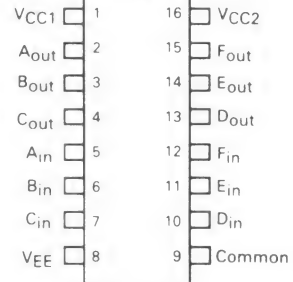 VCC1 1 16 VCC2
Aout 2 15 Fout
Bout 3 14 Eout
Cout 4 13 Dout
Ain 5 12 Fin
Bin 6 11 Ein
Cin 7 10 Din
VEE 8 9 Common